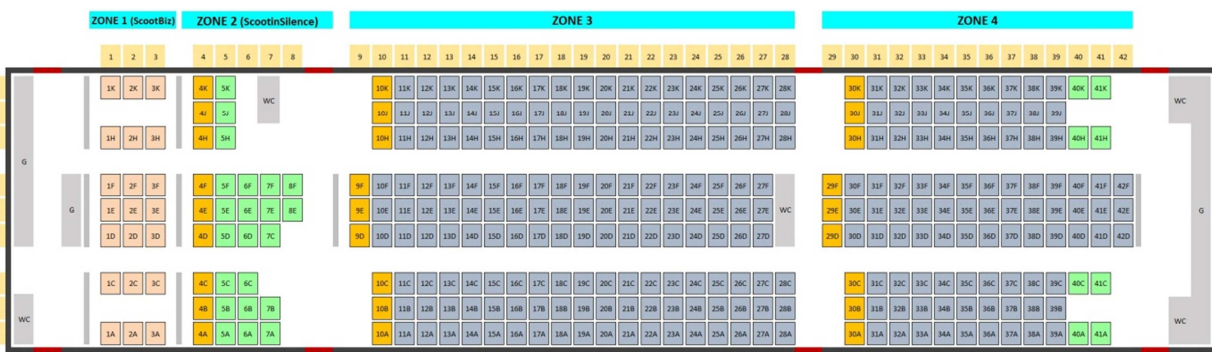 ZONE 1 (ScootBiz) ZONE 2 (ScootinSilence) ZONE 3 ZONE 4
1 2 3 4 5 6 7 8 9 10 11 12 13 14 15 16 17 18 19 20 21 22 23 24 25 26 27 28 29 30 31 32 33 34 35 36 37 38 39 40 41 42
1K 2K 3K 4K 5K 10K 11K 12K 13K 14K 15K 16K 17K 18K 19K 20K 21K 22K 23K 24K 25K 26K 27K 28K 30K 31K 32K 33K 34K 35K 36K 37K 38K 39K 40K 41K
WC WC
4J 5J 10J 11J 12J 13J 14J 15J 16J 17J 18J 19J 20J 21J 22J 23J 24J 25J 26J 27J 28J 30J 31J 32J 33J 34J 35J 36J 37J 38J 39J
1H 2H 3H 4H 5H 10H 11H 12H 13H 14H 15H 16H 17H 18H 19H 20H 21H 22H 23H 24H 25H 26H 27H 28H 30H 31H 32H 33H 34H 35H 36H 37H 38H 39H 40H 41H
G
1F 2F 3F 4F 5F 6F 7F 8F 9F 10F 11F 12F 13F 14F 15F 16F 17F 18F 19F 20F 21F 22F 23F 24F 25F 26F 27F 29F 30F 31F 32F 33F 34F 35F 36F 37F 38F 39F 40F 41F 42F
G 1E 2E 3E 4E 5E 6E 7E 8E 9E 10E 11E 12E 13E 14E 15E 16E 17E 18E 19E 20E 21E 22E 23E 24E 25E 26E 27E WC 29E 30E 31E 32E 33E 34E 35E 36E 37E 38E 39E 40E 41E 42E G
1D 2D 3D 4D 5D 6D 7C 9D 10D 11D 12D 13D 14D 15D 16D 17D 18D 19D 20D 21D 22D 23D 24D 25D 26D 27D 29D 30D 31D 32D 33D 34D 35D 36D 37D 38D 39D 40D 41D 42D
1C 2C 3C 4C 5C 6C 10C 11C 12C 13C 14C 15C 16C 17C 18C 19C 20C 21C 22C 23C 24C 25C 26C 27C 28C 30C 31C 32C 33C 34C 35C 36C 37C 38C 39C 40C 41C
4B 5B 6B 7B 10B 11B 12B 13B 14B 15B 16B 17B 18B 19B 20B 21B 22B 23B 24B 25B 26B 27B 28B 30B 31B 32B 33B 34B 35B 36B 37B 38B 39B
WC WC
1A 2A 3A 4A 5A 6A 7A 10A 11A 12A 13A 14A 15A 16A 17A 18A 19A 20A 21A 22A 23A 24A 25A 26A 27A 28A 30A 31A 32A 33A 34A 35A 36A 37A 38A 39A 40A 41A